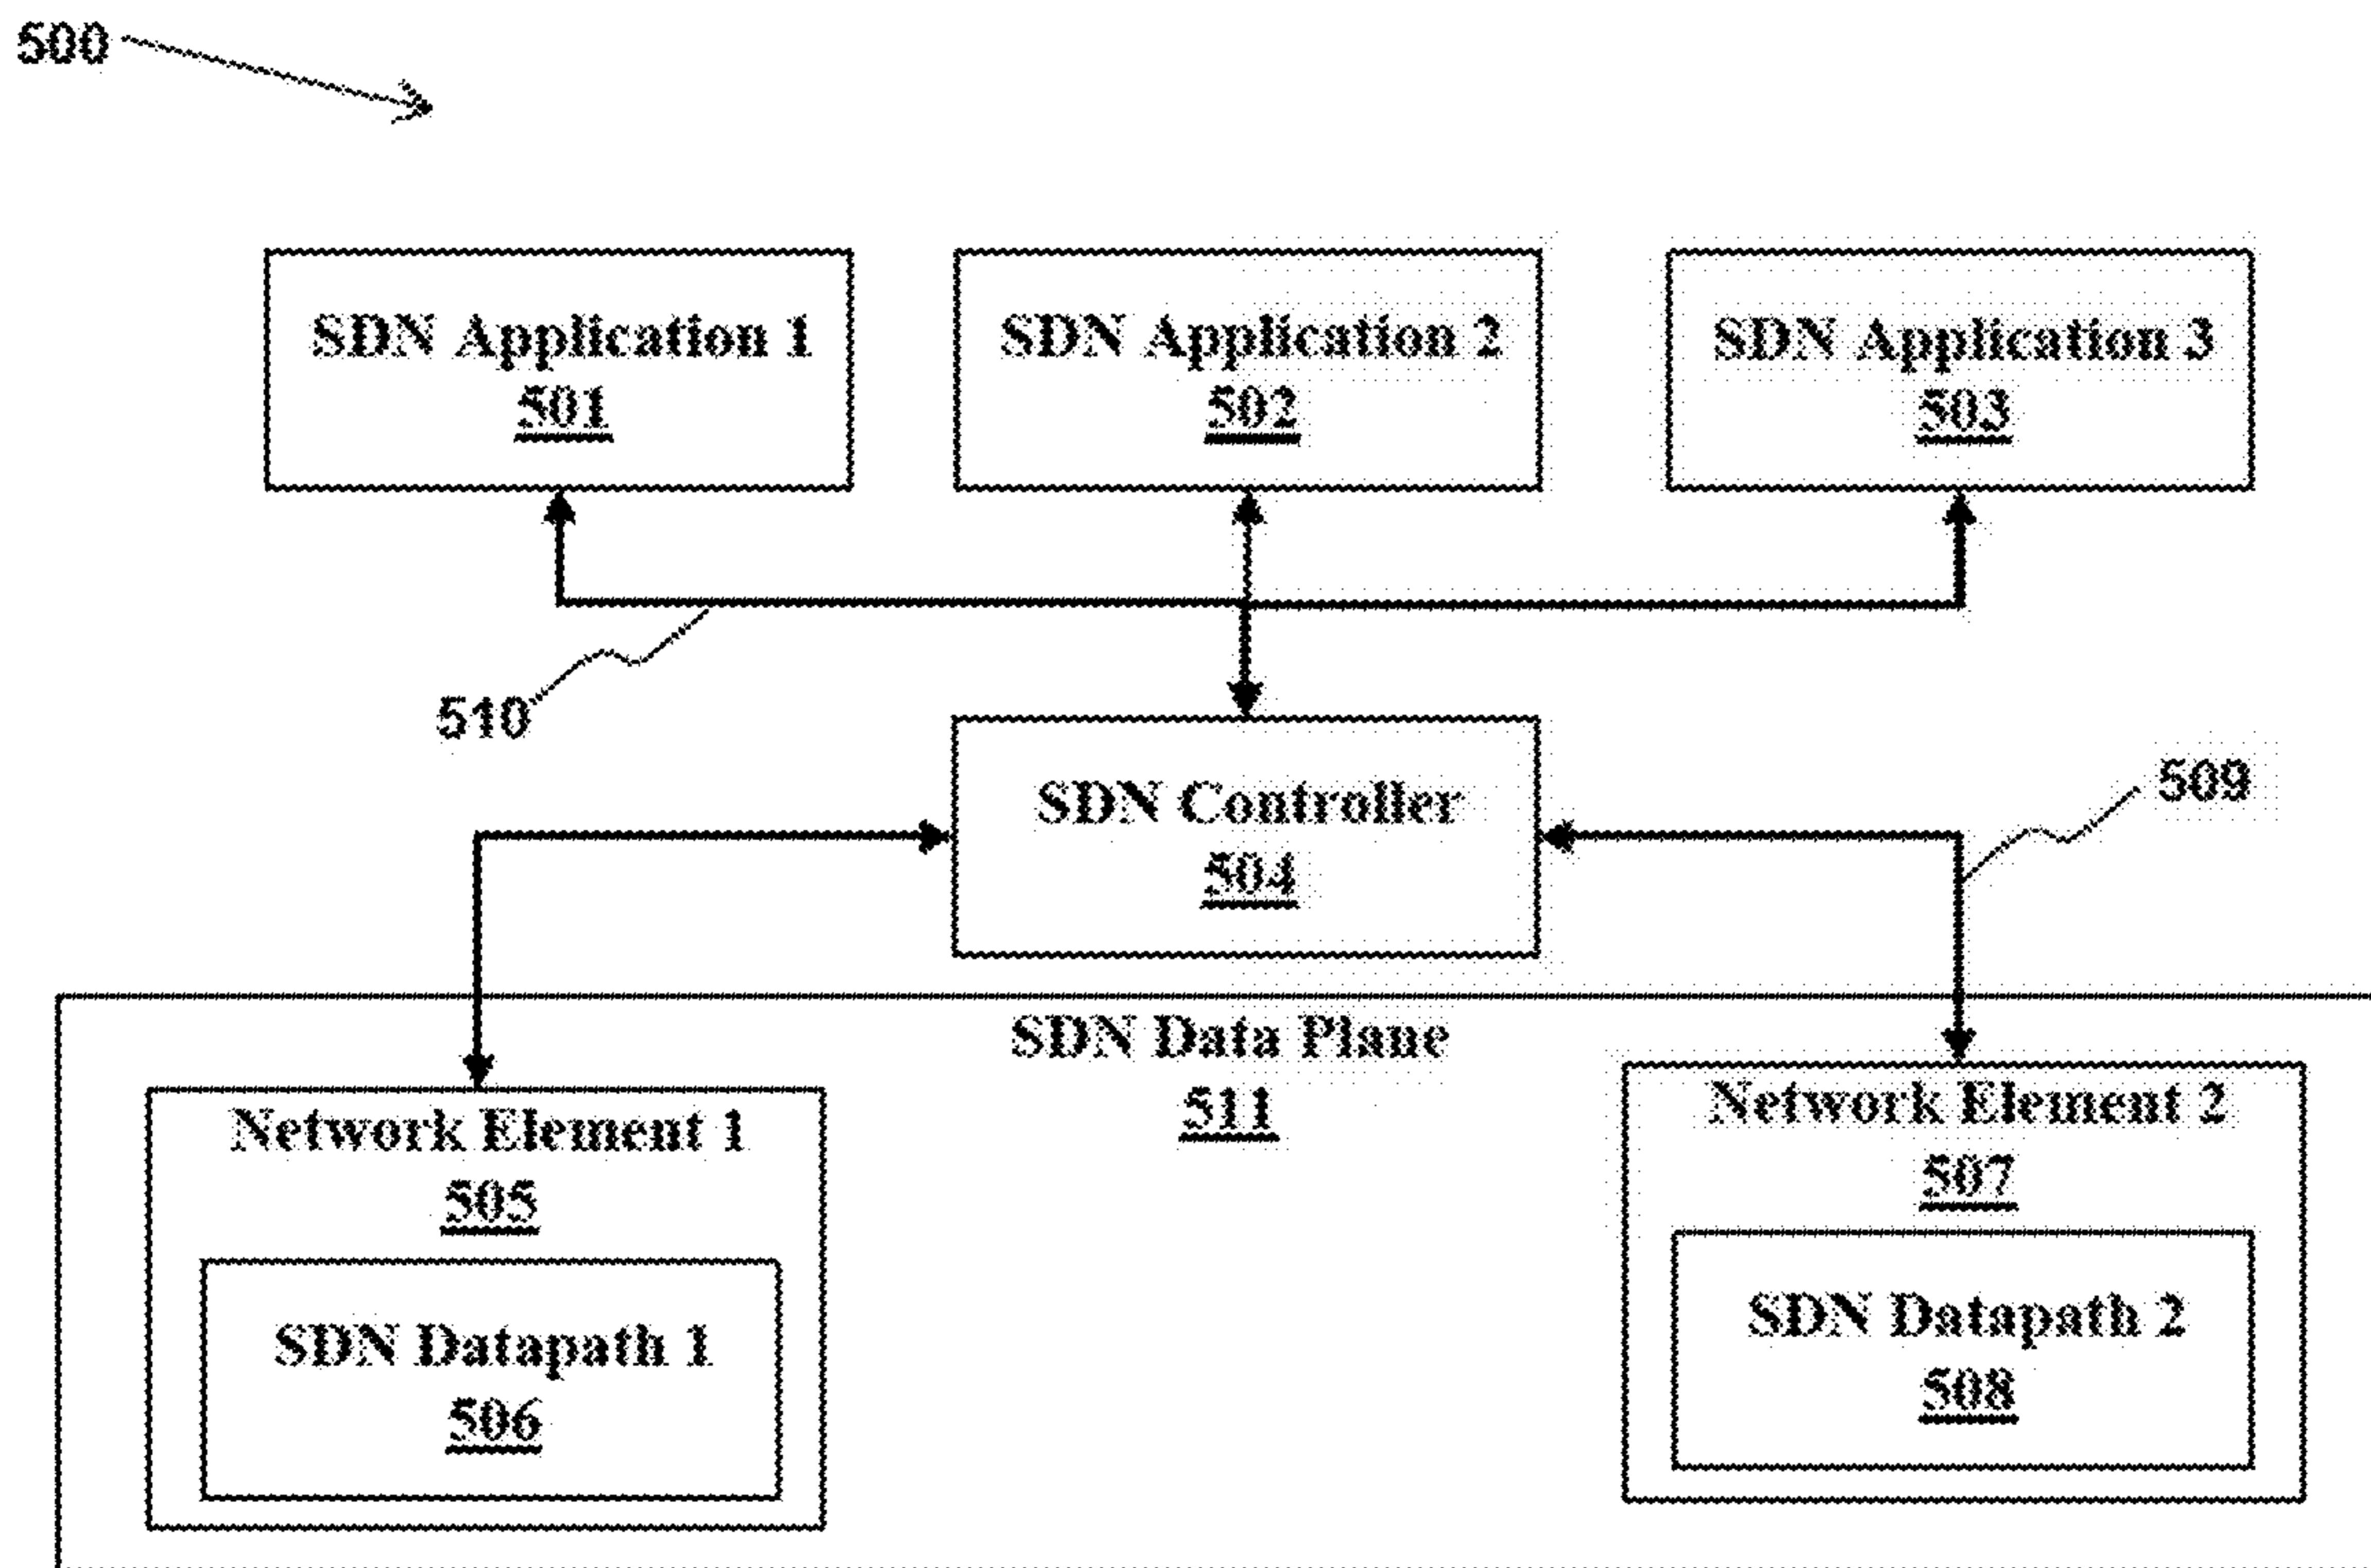 500
SDN Application 1
501
SDN Application 2
502
SDN Application 3
503
510
SDN Controller
504
509
SDN Data Plane
511
Network Element 1
505
SDN Datapath 1
506
Network Element 2
507
SDN Datapath 2
508